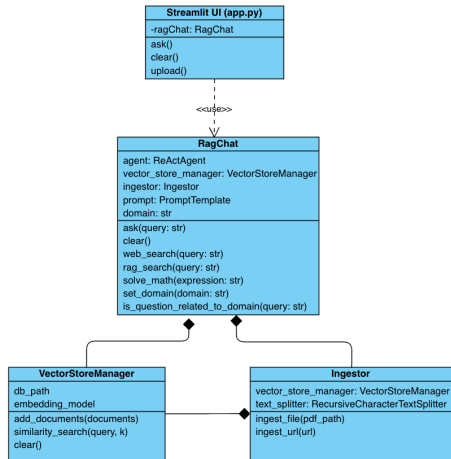 Streamlit UI (app.py)
-ragChat: RagChat
ask()
clear()
upload()
<<use>>
RagChat
agent: ReActAgent
vector_store_manager: VectorStoreManager
ingestor: Ingestor
prompt: PromptTemplate
domain: str
ask(query: str)
clear()
web_search(query: str)
rag_search(query: str)
solve_math(expression: str)
set_domain(domain: str)
is_question_related_to_domain(query: str)
VectorStoreManager
db_path
embedding_model
add_documents(documents)
similarity_search(query, k)
clear()
Ingestor
vector_store_manager: VectorStoreManager
text_splitter: RecursiveCharacterTextSplitter
ingest_file(pdf_path)
ingest_url(url)